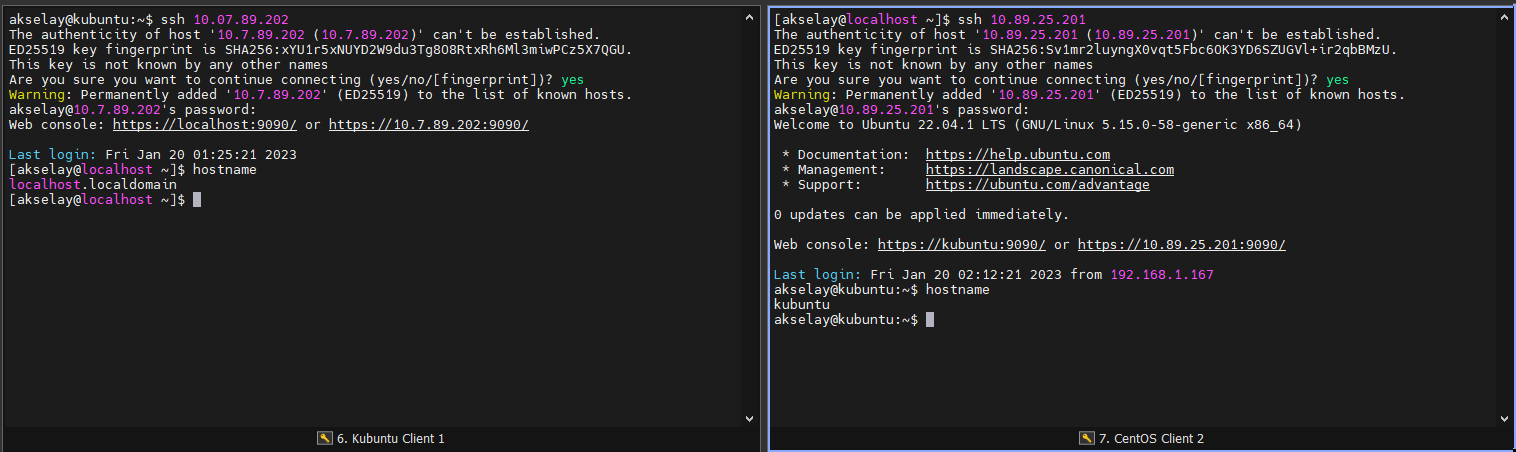 akselay@kubuntu:~$ ssh 10.07.89.202
The authenticity of host '10.7.89.202 (10.7.89.202)' can't be established.
ED25519 key fingerprint is SHA256:xYU1r5xNUYD2W9du3Tg8O8RtxRh6Ml3miwPCz5X7QGU.
This key is not known by any other names
Are you sure you want to continue connecting (yes/no/[fingerprint])? yes
Warning: Permanently added '10.7.89.202' (ED25519) to the list of known hosts.
akselay@10.7.89.202's password:
Web console: https://localhost:9090/ or https://10.7.89.202:9090/
Last login: Fri Jan 20 01:25:21 2023
[akselay@localhost ~]$ hostname
localhost.localdomain
[akselay@localhost ~]$
6. Kubuntu Client 1
[akselay@localhost ~]$ ssh 10.89.25.201
The authenticity of host '10.89.25.201 (10.89.25.201)' can't be established.
ED25519 key fingerprint is SHA256:Sv1mr2luyngX0vqt5Fbc6OK3YD6SZUGVl+ir2qbBMzU.
This key is not known by any other names
Are you sure you want to continue connecting (yes/no/[fingerprint])? yes
Warning: Permanently added '10.89.25.201' (ED25519) to the list of known hosts.
akselay@10.89.25.201's password:
Welcome to Ubuntu 22.04.1 LTS (GNU/Linux 5.15.0-58-generic x86_64)
* Documentation: https://help.ubuntu.com
* Management: https://landscape.canonical.com
* Support: https://ubuntu.com/advantage
0 updates can be applied immediately.
Web console: https://kubuntu:9090/ or https://10.89.25.201:9090/
Last login: Fri Jan 20 02:12:21 2023 from 192.168.1.167
akselay@kubuntu:~$ hostname
kubuntu
akselay@kubuntu:~$
7. CentOS Client 2